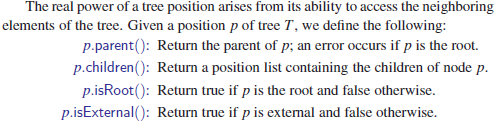 The real power of a tree position arises from its ability to access the neighboring
elements of the tree. Given a position p of tree T, we define the following:
p.parent(): Return the parent of p; an error occurs if p is the root.
p.children(): Return a position list containing the children of node p.
p.isRoot(): Return true if p is the root and false otherwise.
p.isExternal(): Return true if p is external and false otherwise.